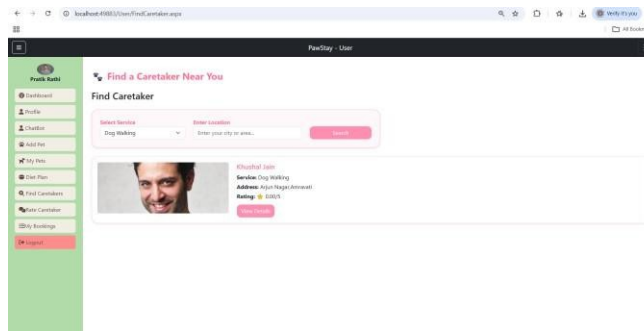 localhost:49883/User/FindCaretaker.aspx
Verify it's you
PawStay - User
Pratik Rathi
Dashboard
Profile
ChatBot
Add Pet
My Pets
Diet Plan
Find Caretakers
Rate Caretaker
My Bookings
Logout
Find a Caretaker Near You
Find Caretaker
Select Service
Enter Location
Dog Walking
Enter your city or area...
Search
Khushal Jain
Service: Dog Walking
Address: Arjun Nagar, Amravati
Rating: 0.00/5
View Details